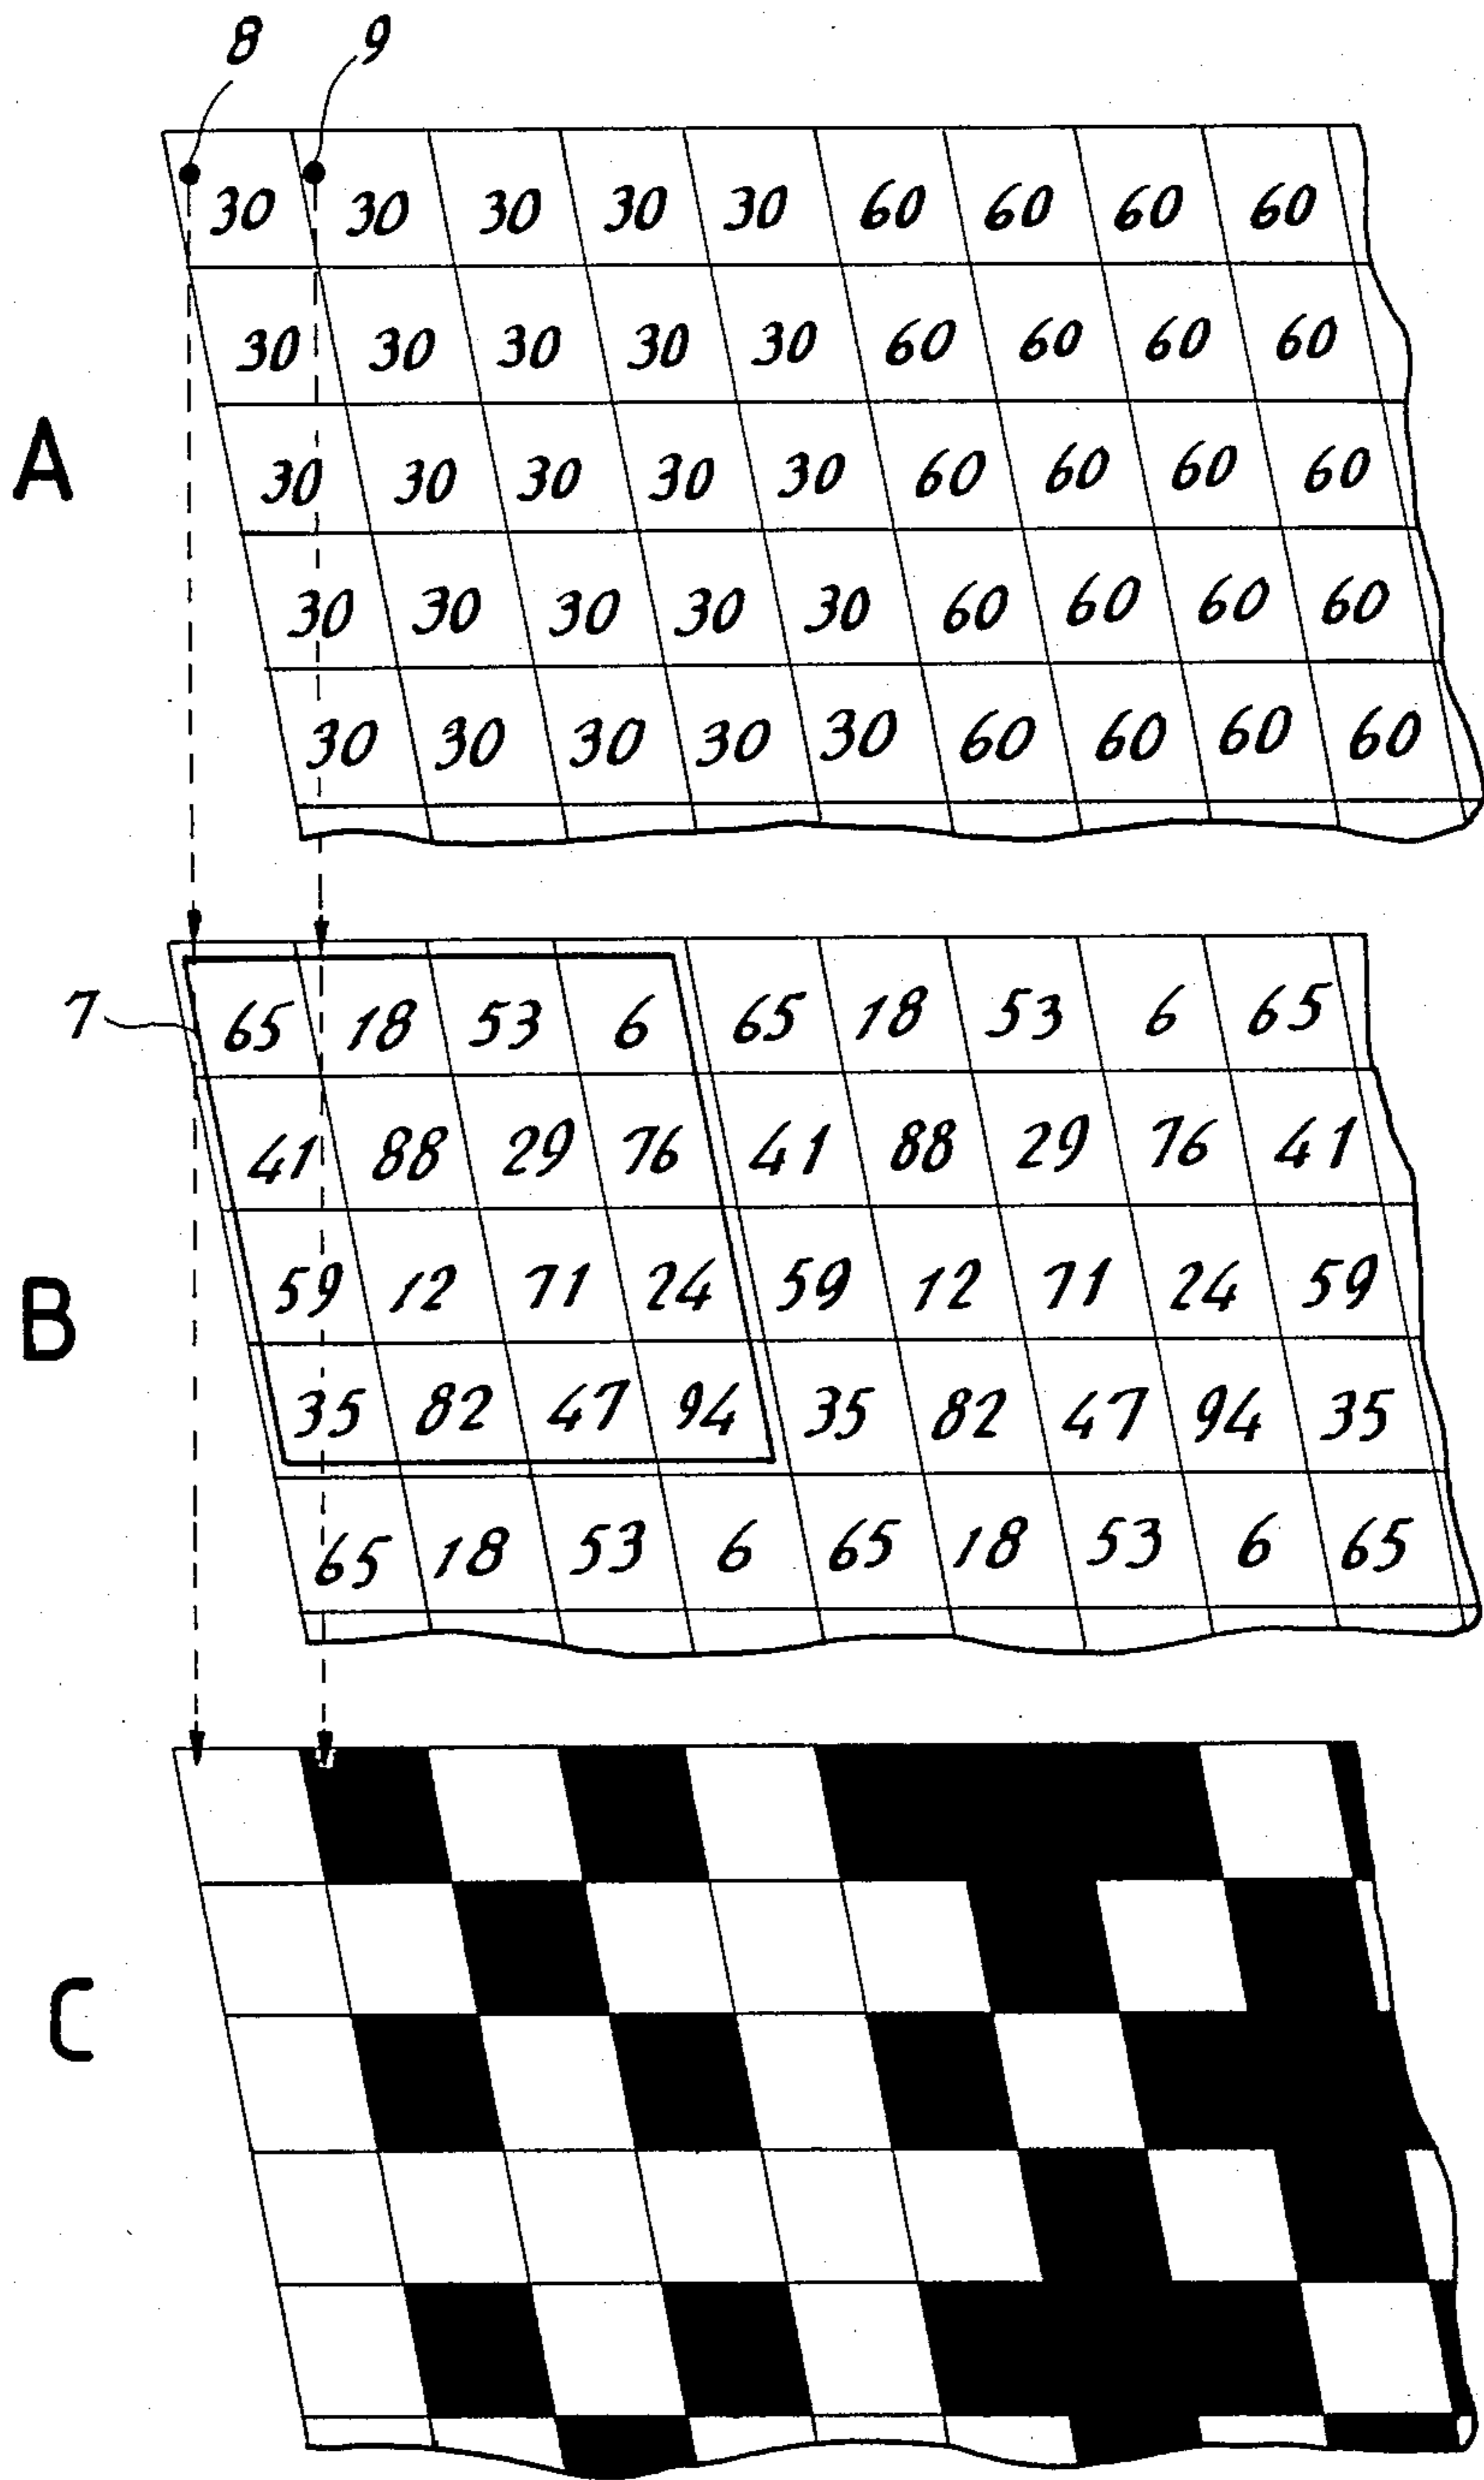 8 9
30 30 30 30 30 60 60 60 60
30 30 30 30 30 60 60 60 60
A
30 30 30 30 30 60 60 60 60
30 30 30 30 30 60 60 60 60
30 30 30 30 30 60 60 60 60
7 65 18 53 6 65 18 53 6 65
41 88 29 76 41 88 29 76 41
B
59 12 71 24 59 12 71 24 59
35 82 47 94 35 82 47 94 35
65 18 53 6 65 18 53 6 65
C